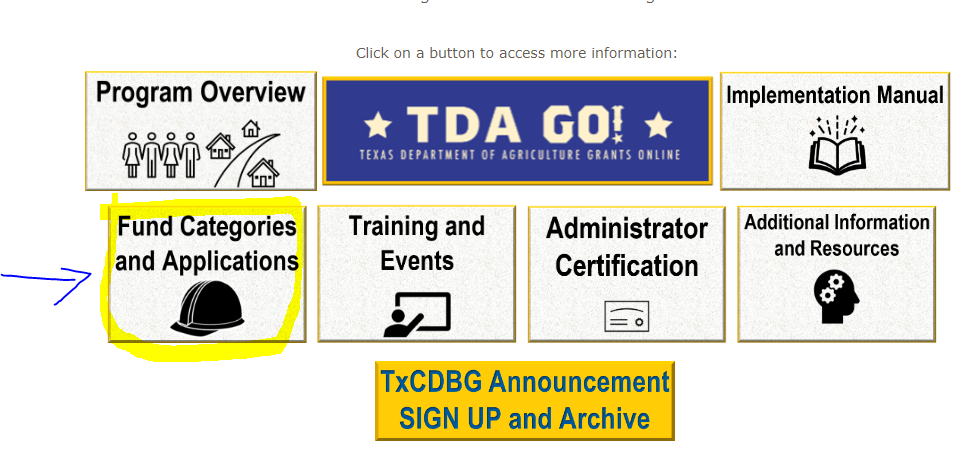 Click on a button to access more information:
Program Overview
TDA GO!
TEXAS DEPARTMENT OF AGRICULTURE GRANTS ONLINE
Implementation Manual
Fund Categories
and Applications
Training and
Events
Administrator
Certification
Additional Information
and Resources
TxCDBG Announcement
SIGN UP and Archive